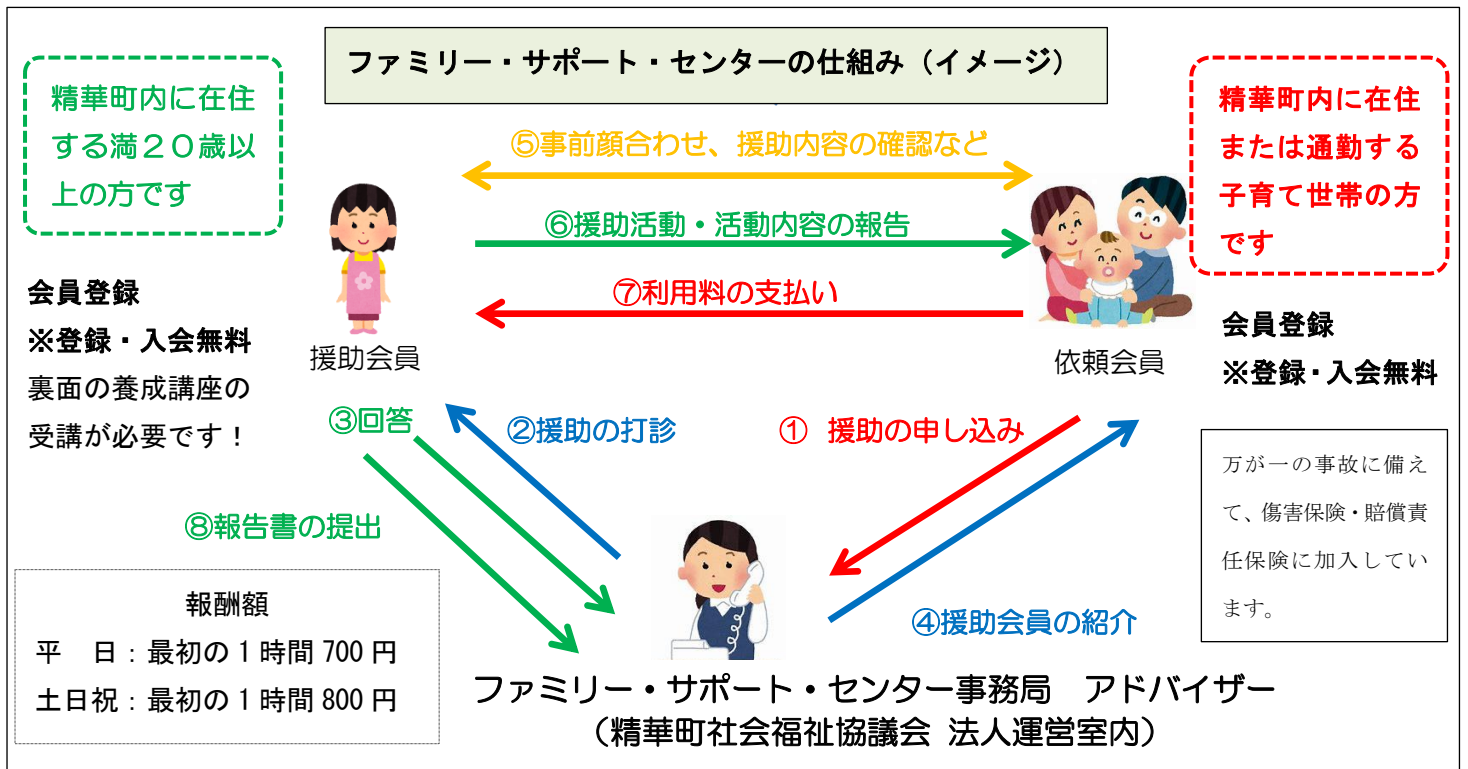 ファミリー・サポート・センターの仕組み（イメージ）
精華町内に在住
する満２０歳以
上の方です
精華町内に在住
または通勤する
子育て世帯の方
です
⑤事前顔合わせ、援助内容の確認など
⑥援助活動・活動内容の報告
⑦利用料の支払い
援助会員
依頼会員
会員登録
※登録・入会無料
裏面の養成講座の
受講が必要です！
会員登録
※登録・入会無料
③回答
②援助の打診
① 援助の申し込み
⑧報告書の提出
④援助会員の紹介
万が一の事故に備え
て、傷害保険・賠償責
任保険に加入してい
ます。
報酬額
平　日：最初の１時間 700 円
土日祝：最初の１時間 800 円
ファミリー・サポート・センター事務局　アドバイザー
（精華町社会福祉協議会 法人運営室内）